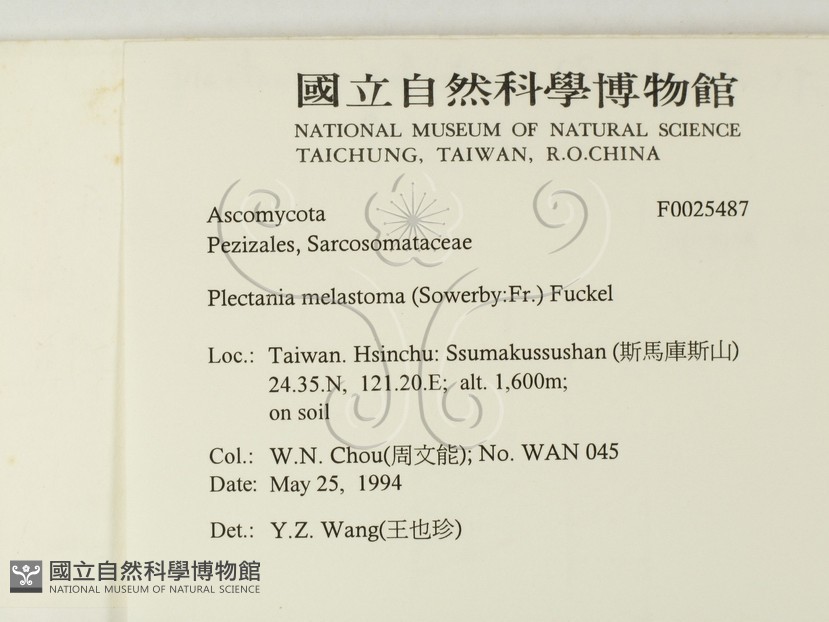 國立自然科學博物館
NATIONAL MUSEUM OF NATURAL SCIENCE
TAICHUNG, TAIWAN, R.O.CHINA
Ascomycota F0025487
Pezizales, Sarcosomataceae
Plectania melastoma (Sowerby:Fr.) Fuckel
Loc.: Taiwan. Hsinchu: Ssumakussushan (斯馬庫斯山)
24.35.N, 121.20.E; alt. 1,600m;
on soil
Col.: W.N. Chou(周文能); No. WAN 045
Date: May 25, 1994
Det.: Y.Z. Wang(王也珍)
國立自然科學博物館
NATIONAL MUSEUM OF NATURAL SCIENCE